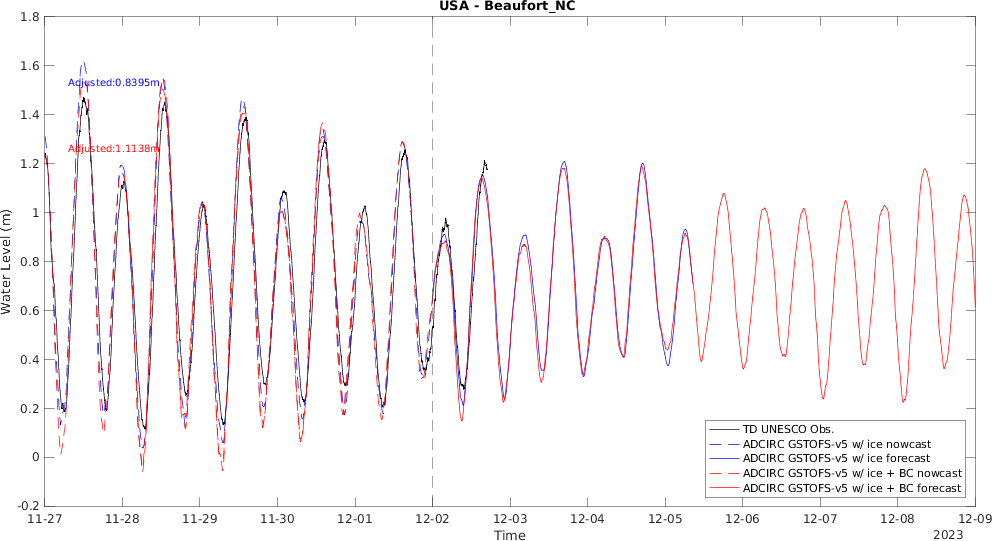 USA - Beaufort_NC
1.8
1.6
1.4
1.2
1
0.8
0.6
0.4
0.2
0
-0.2
Water Level (m)
Adjusted:0.8395m
Adjusted:1.1138m
TD UNESCO Obs.
ADCIRC GSTOFS-v5 w/ ice nowcast
ADCIRC GSTOFS-v5 w/ ice forecast
ADCIRC GSTOFS-v5 w/ ice + BC nowcast
ADCIRC GSTOFS-v5 w/ ice + BC forecast
11-27 11-28 11-29 11-30 12-01 12-02 12-03 12-04 12-05 12-06 12-07 12-08 12-09
Time
2023